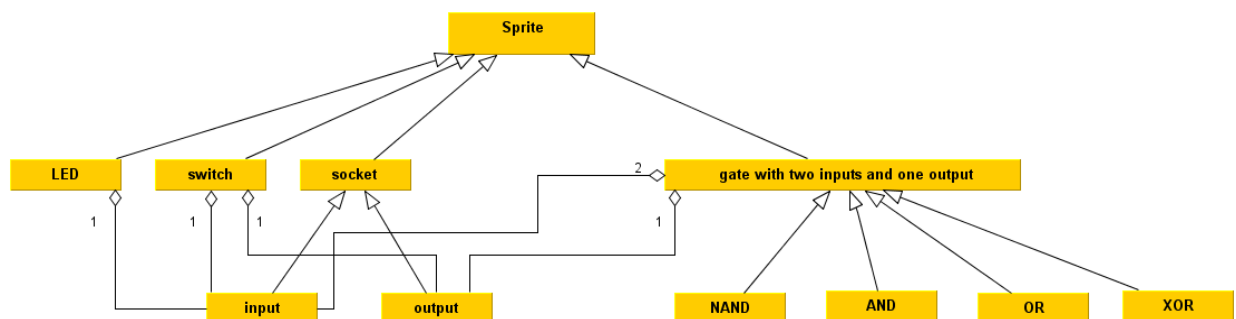 Sprite
LED
switch
socket
2
gate with two inputs and one output
1
1
1
1
input
output
NAND
AND
OR
XOR